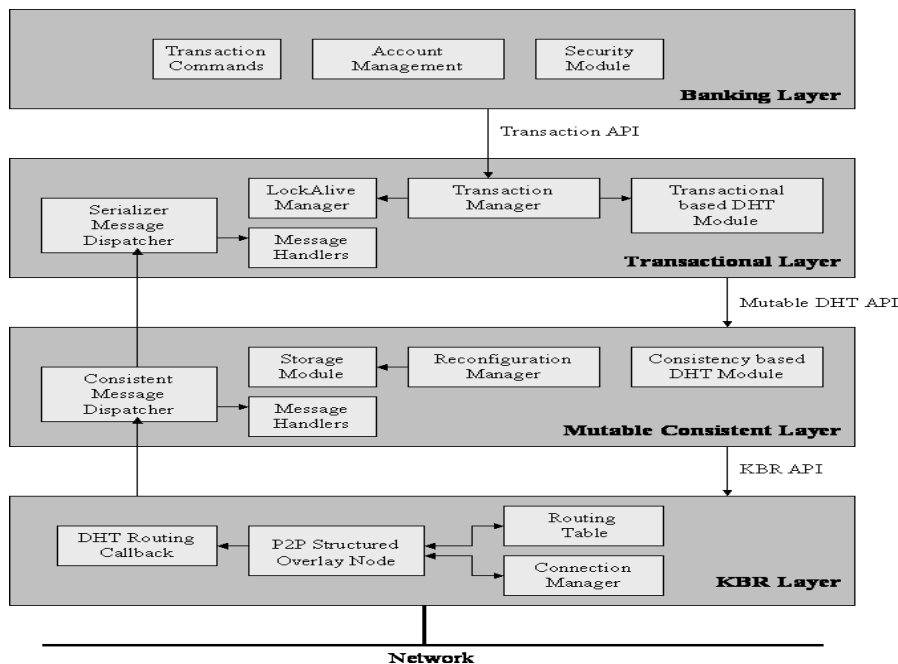 Transaction
Commands
Account
Management
Security
Module
Banking Layer
Transaction API
LockAlive
Manager
Transaction
Manager
Transactional
based DHT
Module
Serializer
Message
Dispatcher
Message
Handlers
Transactional Layer
Mutable DHT API
Storage
Module
Reconfiguration
Manager
Consistency based
DHT Module
Consistent
Message
Dispatcher
Message
Handlers
Mutable Consistent Layer
KBR API
DHT Routing
Callback
P2P Structured
Overlay Node
Routing
Table
Connection
Manager
KBR Layer
Network